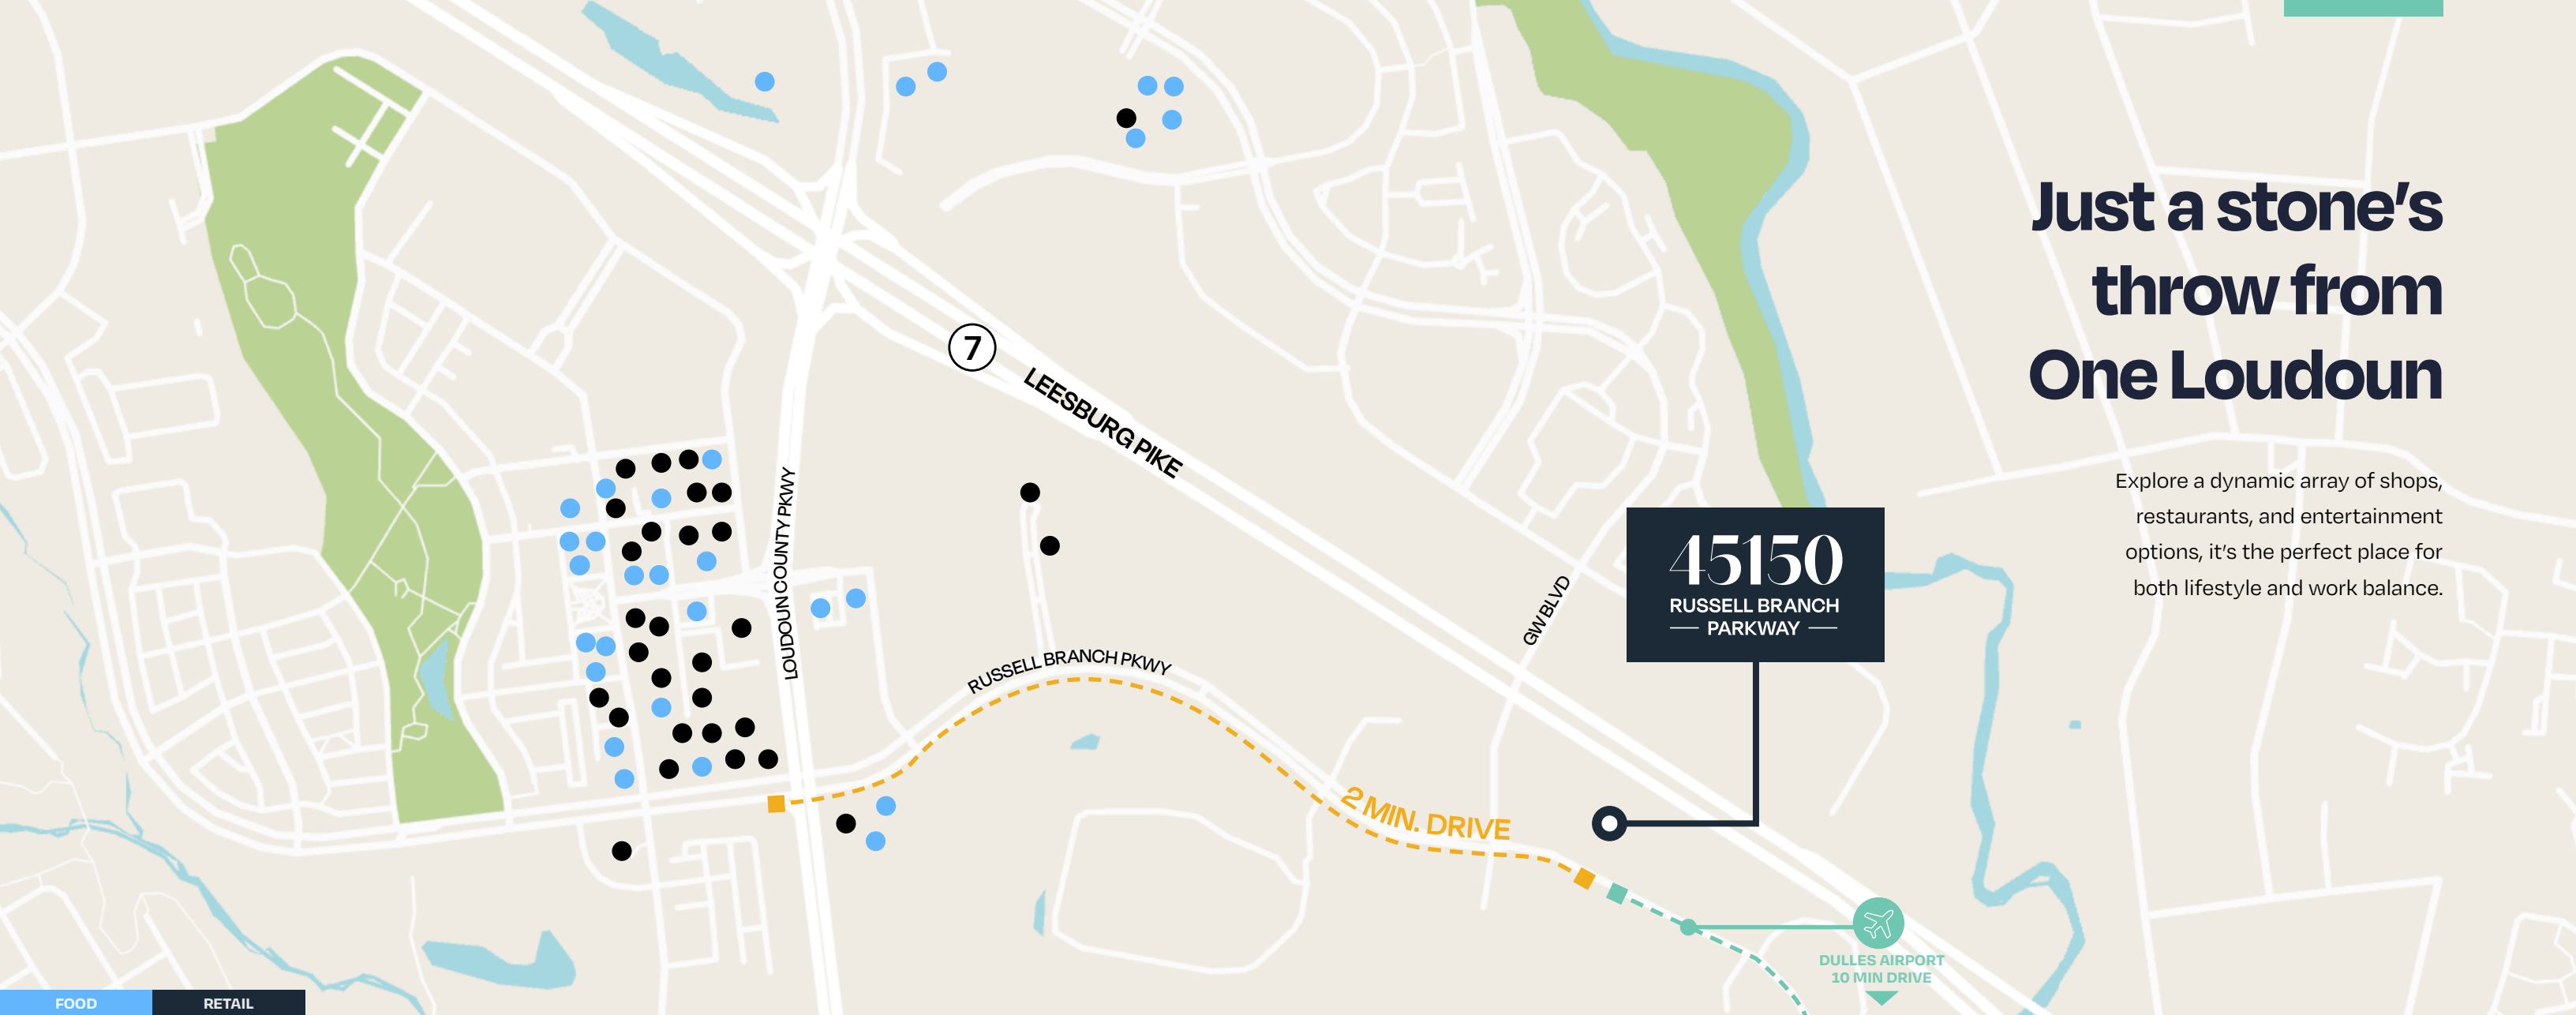 Just a stone’s
throw from
One Loudoun
Explore a dynamic array of shops,
restaurants, and entertainment
options, it’s the perfect place for
both lifestyle and work balance.
7
LEESBURG PIKE
LOUDOUN COUNTY PKWY
RUSSELL BRANCH PKWY
GW BLVD
45150
RUSSELL BRANCH
PARKWAY
2 MIN. DRIVE
DULLES AIRPORT
10 MIN DRIVE
FOOD
RETAIL